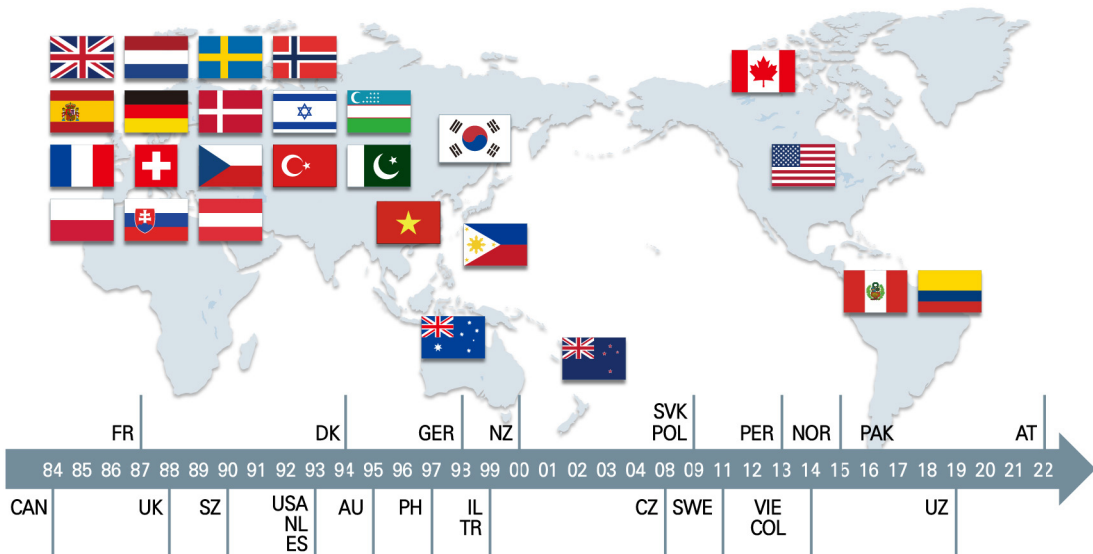 FR DK GER NZ SVK
POL PER NOR PAK AT
84 85 86 87 88 89 90 91 92 93 94 95 96 97 98 99 00 01 02 03 04 08 09 11 12 13 14 15 16 17 18 19 20 21 22
CAN UK SZ USA
NL
ES AU PH IL
TR CZ SWE VIE
COL UZ